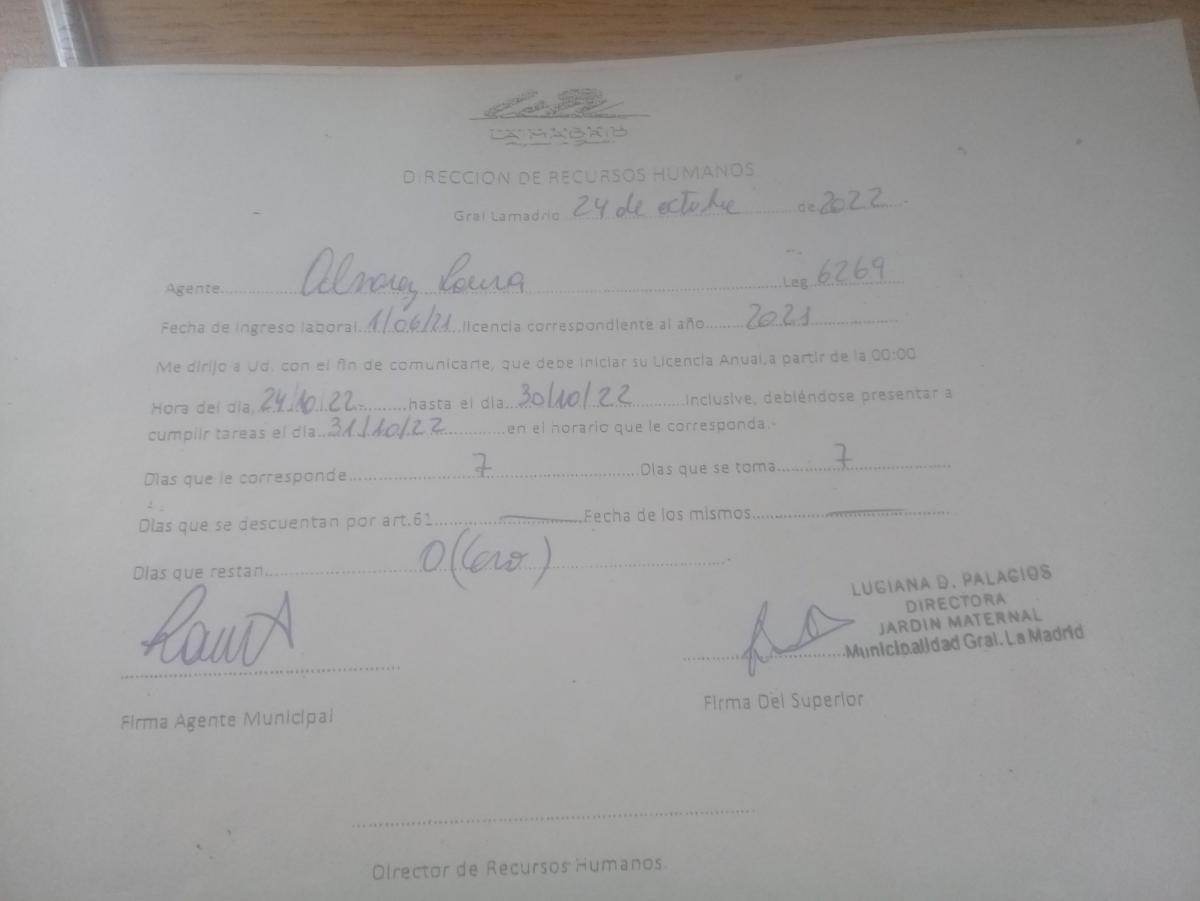 LA MADRID
DIRECCION DE RECURSOS HUMANOS
Gral Lamadrid 24 de octubre de 2022
Agente Alvarez Laura Leg 6269
Fecha de ingreso laboral 1/06/21 licencia correspondiente al año 2021
Me dirijo a Ud. con el fin de comunicarle, que debe iniciar su Licencia Anual,a partir de la 00:00
Hora del dia, 24/10/22 hasta el dia 30/10/22 inclusive, debiéndose presentar a
cumplir tareas el dia 31/10/22 en el horario que le corresponda.-
Dias que le corresponde 7 Dias que se toma 7
Dias que se descuentan por art.61 Fecha de los mismos
Dias que restan 0 (Cero)
LUCIANA D. PALACIOS
DIRECTORA
JARDIN MATERNAL
Municipalidad Gral. La Madrid
Firma Agente Municipal Firma Del Superior
Director de Recursos Humanos.